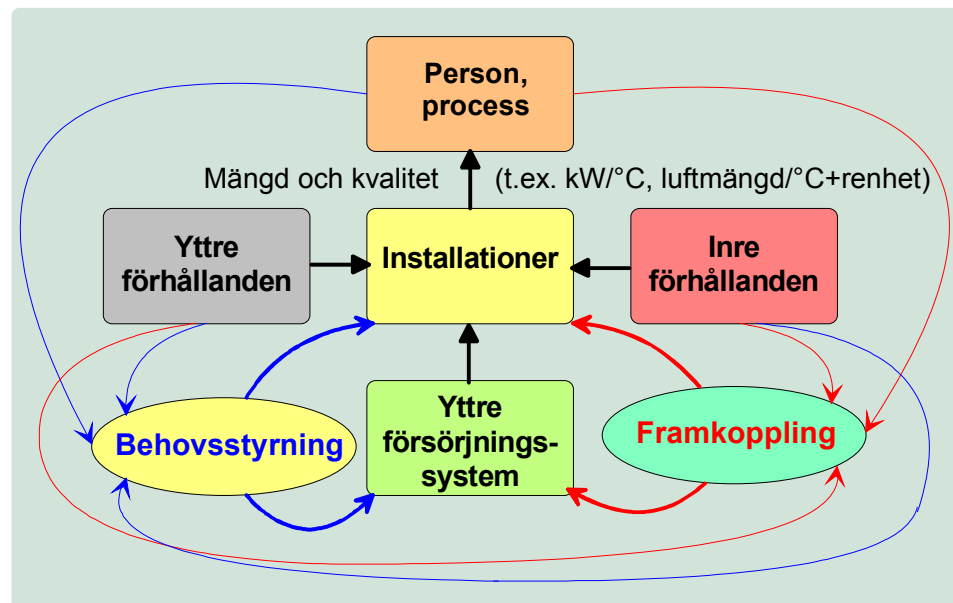 Person,
process
Mängd och kvalitet (t.ex. kW/°C, luftmängd/°C+renhet)
Yttre
förhållanden
Installationer
Inre
förhållanden
Behovsstyrning
Yttre
försörjnings-
system
Framkoppling